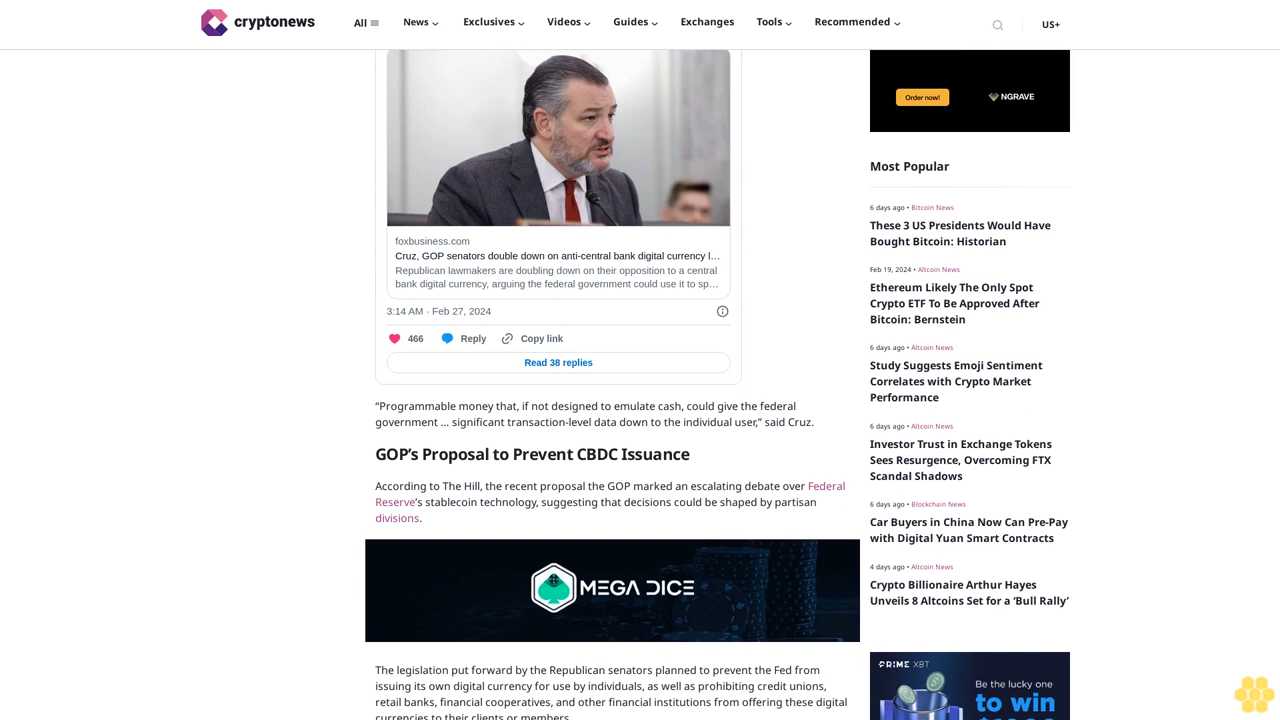 cryptonews
All
News
Exclusives
Videos
Guides
Exchanges
Tools
Recommended
US+
foxbusiness.com
Cruz, GOP senators double down on anti-central bank digital currency l…
Republican lawmakers are doubling down on their opposition to a central
bank digital currency, arguing the federal government could use it to sp…
3:14 AM · Feb 27, 2024
466
Reply
Copy link
Read 38 replies
“Programmable money that, if not designed to emulate cash, could give the federal
government … significant transaction-level data down to the individual user,” said Cruz.
GOP’s Proposal to Prevent CBDC Issuance
According to The Hill, the recent proposal the GOP marked an escalating debate over Federal
Reserve’s stablecoin technology, suggesting that decisions could be shaped by partisan
divisions.
MEGA DICE
The legislation put forward by the Republican senators planned to prevent the Fed from
issuing its own digital currency for use by individuals, as well as prohibiting credit unions,
retail banks, financial cooperatives, and other financial institutions from offering these digital
currencies to their clients or members.
Order now!
NGRAVE
Most Popular
6 days ago • Bitcoin News
These 3 US Presidents Would Have
Bought Bitcoin: Historian
Feb 19, 2024 • Altcoin News
Ethereum Likely The Only Spot
Crypto ETF To Be Approved After
Bitcoin: Bernstein
6 days ago • Altcoin News
Study Suggests Emoji Sentiment
Correlates with Crypto Market
Performance
6 days ago • Altcoin News
Investor Trust in Exchange Tokens
Sees Resurgence, Overcoming FTX
Scandal Shadows
6 days ago • Blockchain News
Car Buyers in China Now Can Pre-Pay
with Digital Yuan Smart Contracts
4 days ago • Altcoin News
Crypto Billionaire Arthur Hayes
Unveils 8 Altcoins Set for a ‘Bull Rally’
PRIME XBT
Be the lucky one
to win